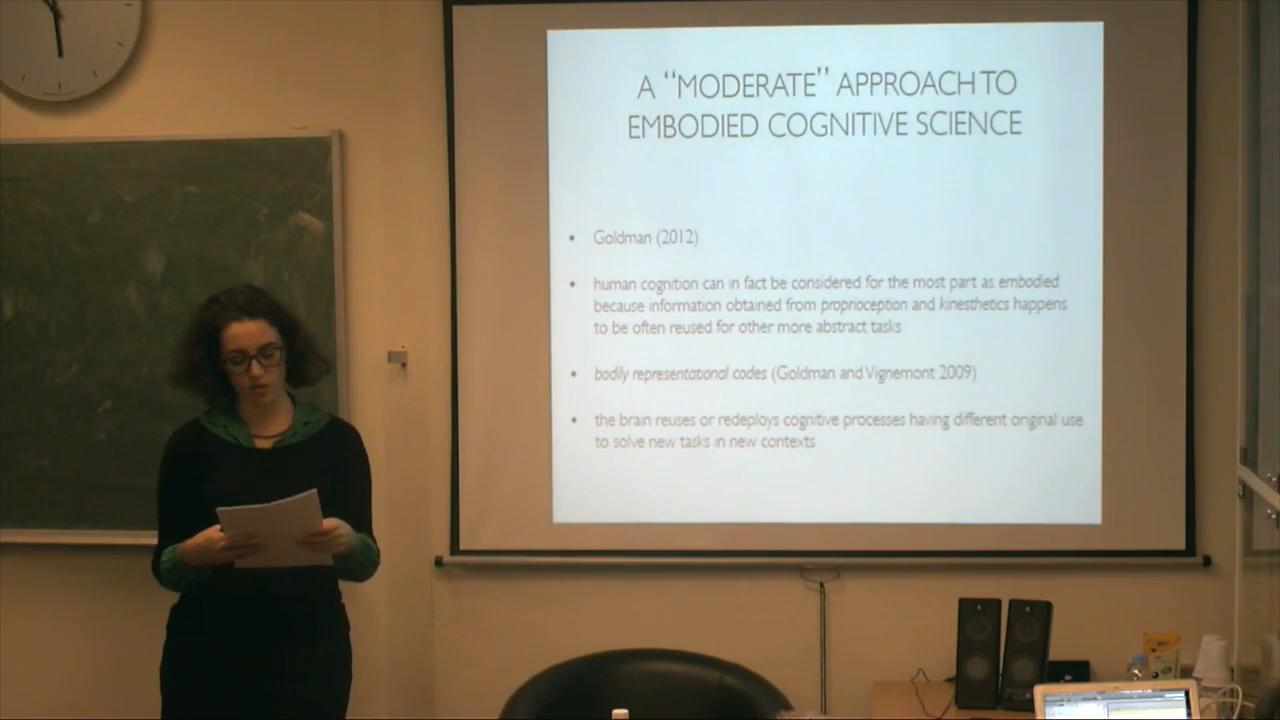 A “MODERATE” APPROACH TO
EMBODIED COGNITIVE SCIENCE
• Goldman (2012)
• human cognition can in fact be considered for the most part as embodied
because information obtained from proprioception and kinesthetics happens
to be often reused for other more abstract tasks
• bodily representational codes (Goldman and Vignemont 2009)
• the brain reuses or redeploys cognitive processes having different original use
to solve new tasks in new contexts